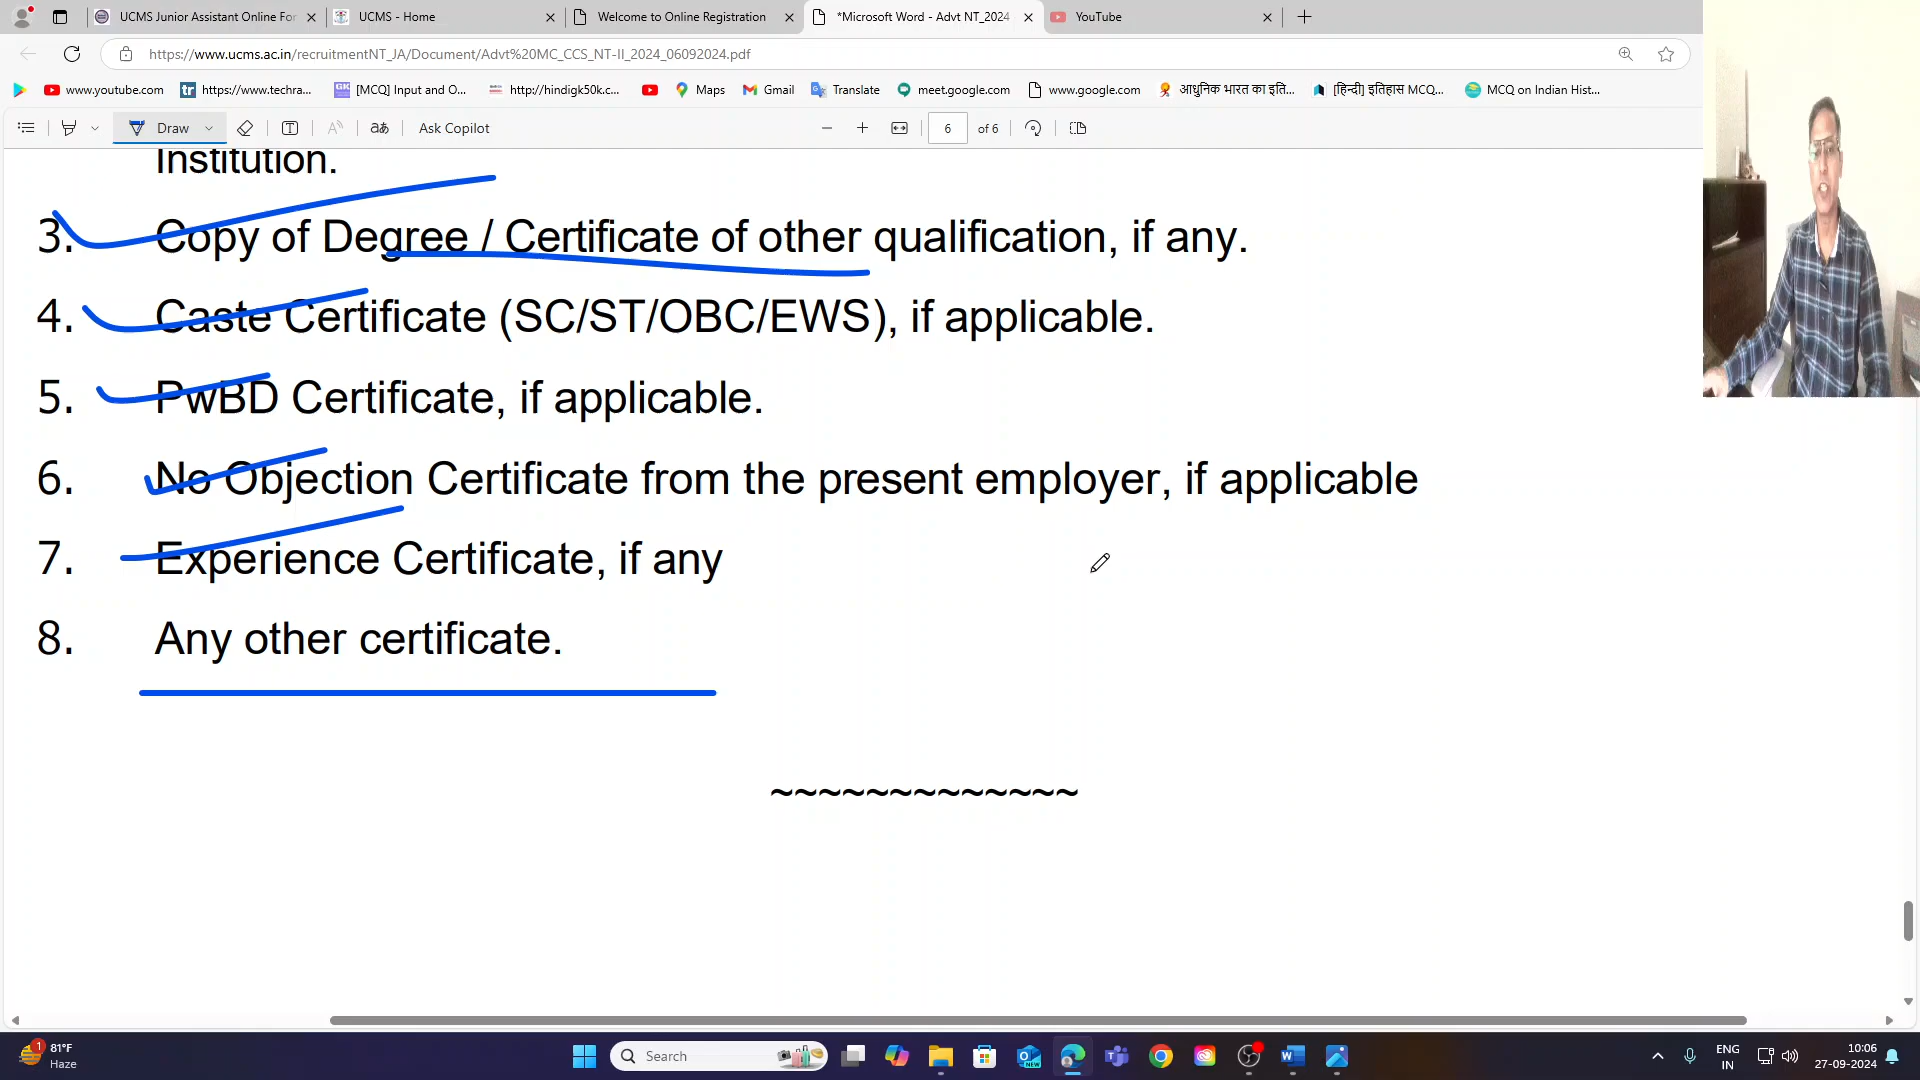 UCMS Junior Assistant Online For
UCMS - Home
Welcome to Online Registration
*Microsoft Word - Advt NT_2024
YouTube
https://www.ucms.ac.in/recruitmentNT_JA/Document/Advt%20MC_CCS_NT-II_2024_06092024.pdf
www.youtube.com
https://www.techra...
[MCQ] Input and O...
http://hindigk50k.c...
Maps
Gmail
Translate
meet.google.com
www.google.com
आधुनिक भारत का इति...
[हिन्दी] इतिहास MCQ...
MCQ on Indian Hist...
Draw
Ask Copilot
6 of 6
Institution.
3. Copy of Degree / Certificate of other qualification, if any.
4. Caste Certificate (SC/ST/OBC/EWS), if applicable.
5. PwBD Certificate, if applicable.
6. No Objection Certificate from the present employer, if applicable
7. Experience Certificate, if any
8. Any other certificate.
~~~~~~~~~~~~~
1
81°F
Haze
Search
ENG
IN
10:06
27-09-2024